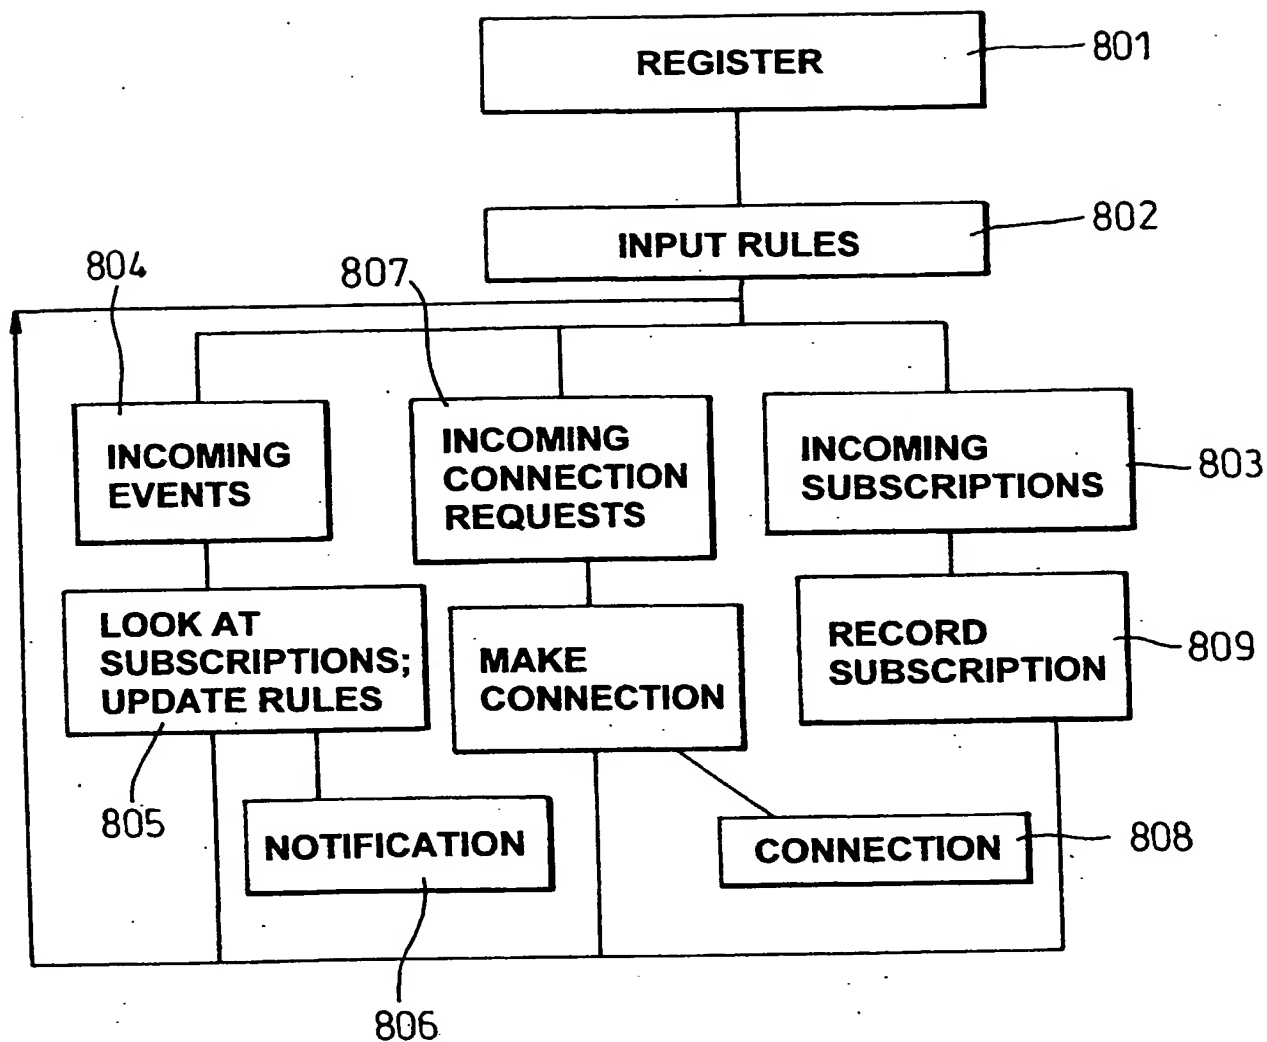 REGISTER
801
INPUT RULES
802
804
807
INCOMING
EVENTS
INCOMING
CONNECTION
REQUESTS
INCOMING
SUBSCRIPTIONS
803
LOOK AT
SUBSCRIPTIONS;
UPDATE RULES
MAKE
CONNECTION
RECORD
SUBSCRIPTION
809
805
NOTIFICATION
CONNECTION
808
806